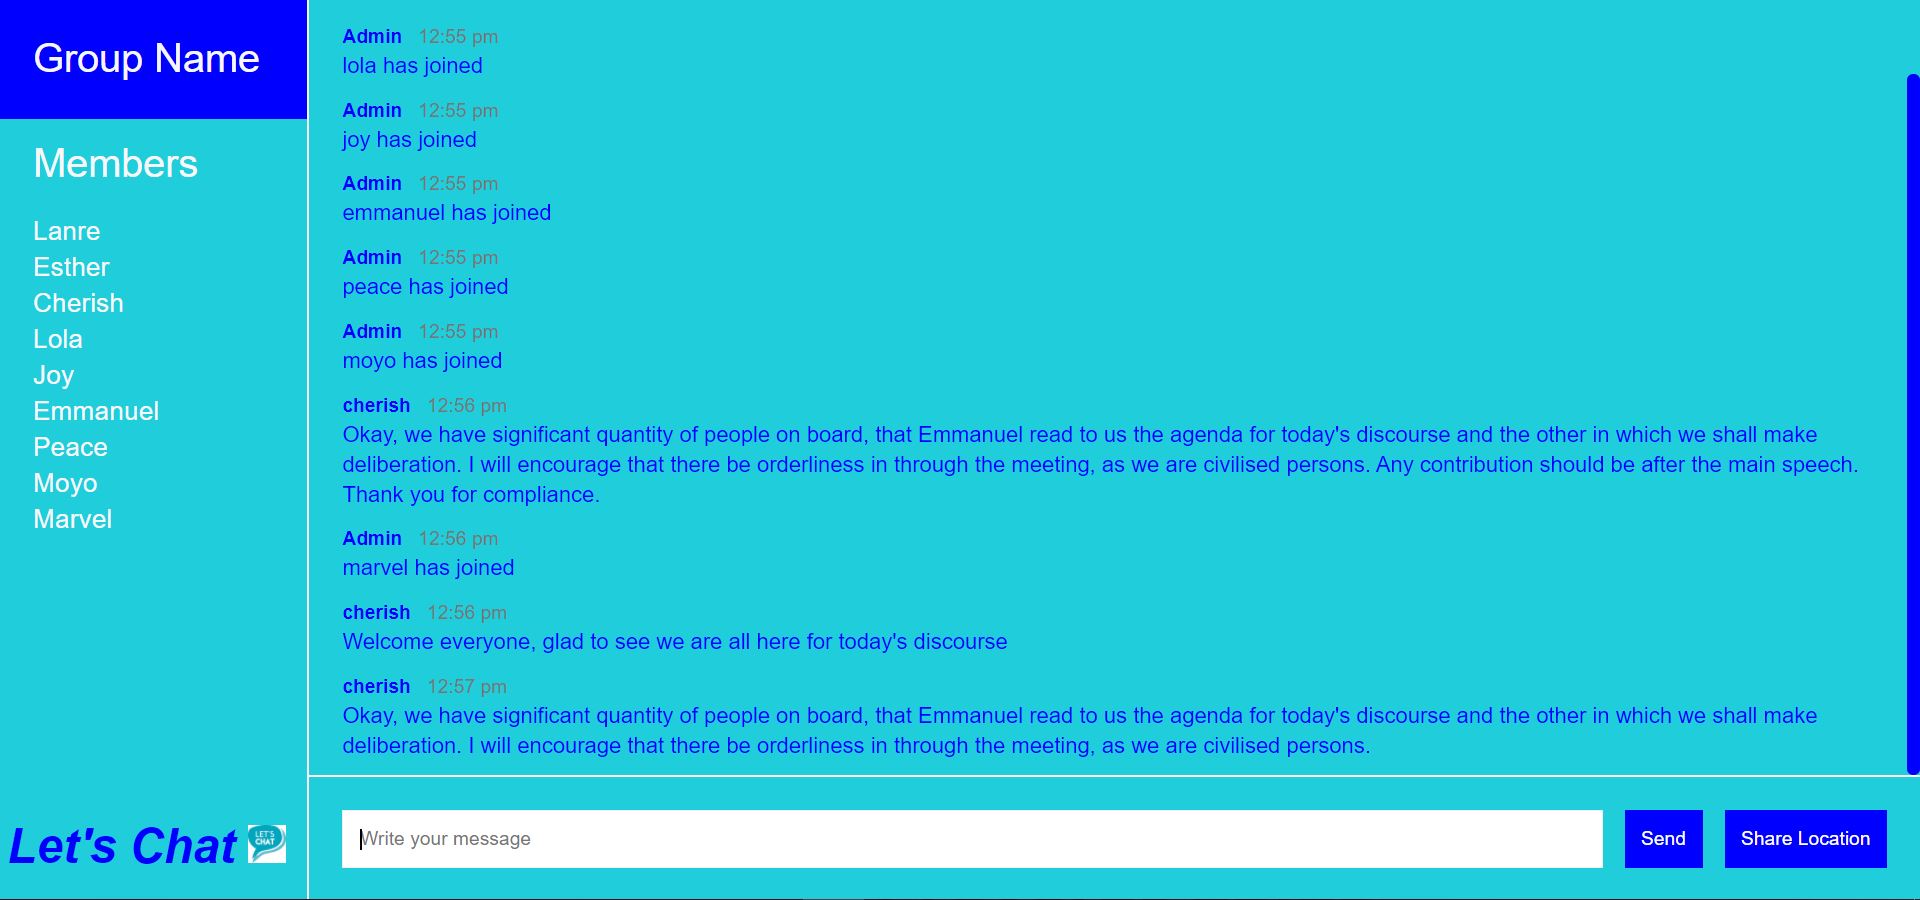 Group Name
Members
Lanre
Esther
Cherish
Lola
Joy
Emmanuel
Peace
Moyo
Marvel
Let's Chat
LET'S
CHAT
Admin 12:55 pm
lola has joined
Admin 12:55 pm
joy has joined
Admin 12:55 pm
emmanuel has joined
Admin 12:55 pm
peace has joined
Admin 12:55 pm
moyo has joined
cherish 12:56 pm
Okay, we have significant quantity of people on board, that Emmanuel read to us the agenda for today's discourse and the other in which we shall make
deliberation. I will encourage that there be orderliness in through the meeting, as we are civilised persons. Any contribution should be after the main speech.
Thank you for compliance.
Admin 12:56 pm
marvel has joined
cherish 12:56 pm
Welcome everyone, glad to see we are all here for today's discourse
cherish 12:57 pm
Okay, we have significant quantity of people on board, that Emmanuel read to us the agenda for today's discourse and the other in which we shall make
deliberation. I will encourage that there be orderliness in through the meeting, as we are civilised persons.
Write your message
Send
Share Location